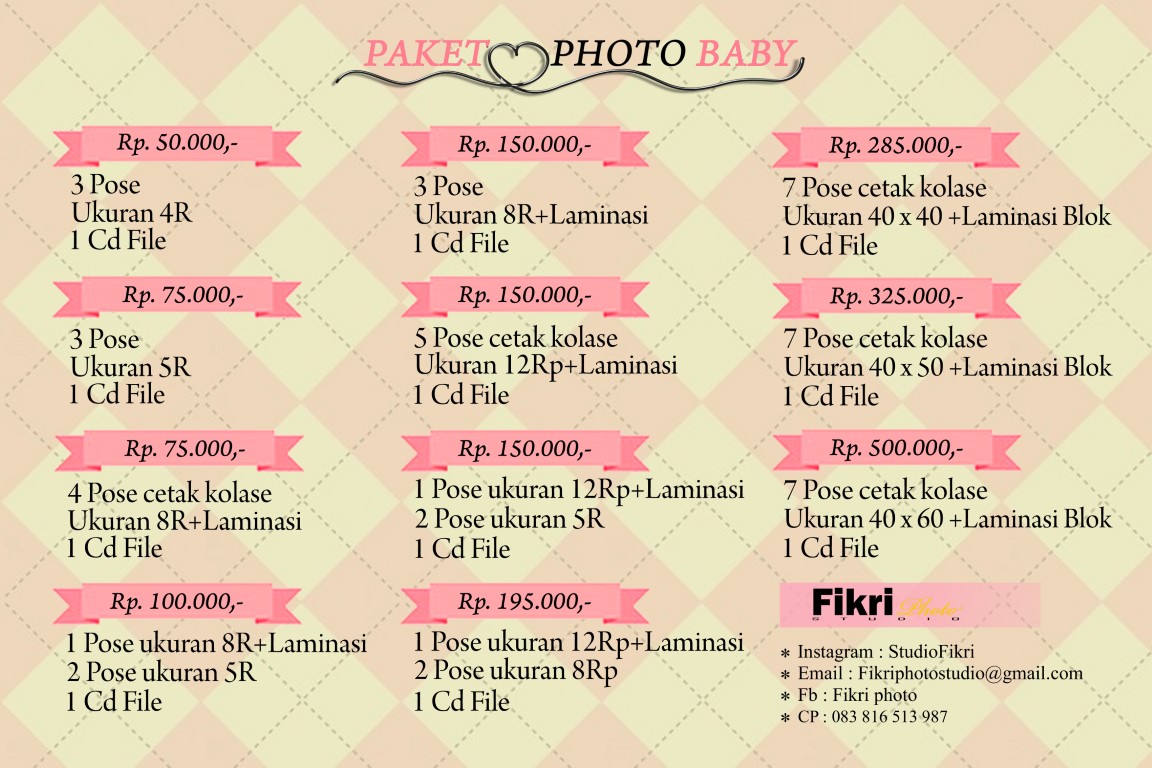 PAKET PHOTO BABY
Rp. 50.000,-
3 Pose
Ukuran 4R
1 Cd File
Rp. 75.000,-
3 Pose
Ukuran 5R
1 Cd File
Rp. 75.000,-
4 Pose cetak kolase
Ukuran 8R+Laminasi
1 Cd File
Rp. 100.000,-
1 Pose ukuran 8R+Laminasi
2 Pose ukuran 5R
1 Cd File
Rp. 150.000,-
3 Pose
Ukuran 8R+Laminasi
1 Cd File
Rp. 150.000,-
5 Pose cetak kolase
Ukuran 12Rp+Laminasi
1 Cd File
Rp. 150.000,-
1 Pose ukuran 12Rp+Laminasi
2 Pose ukuran 5R
1 Cd File
Rp. 195.000,-
1 Pose ukuran 12Rp+Laminasi
2 Pose ukuran 8Rp
1 Cd File
Rp. 285.000,-
7 Pose cetak kolase
Ukuran 40 x 40 +Laminasi Blok
1 Cd File
Rp. 325.000,-
7 Pose cetak kolase
Ukuran 40 x 50 +Laminasi Blok
1 Cd File
Rp. 500.000,-
7 Pose cetak kolase
Ukuran 40 x 60 +Laminasi Blok
1 Cd File
Fikri Photo
STUDIO
* Instagram : StudioFikri
* Email : Fikriphotostudio@gmail.com
* Fb : Fikri photo
* CP : 083 816 513 987